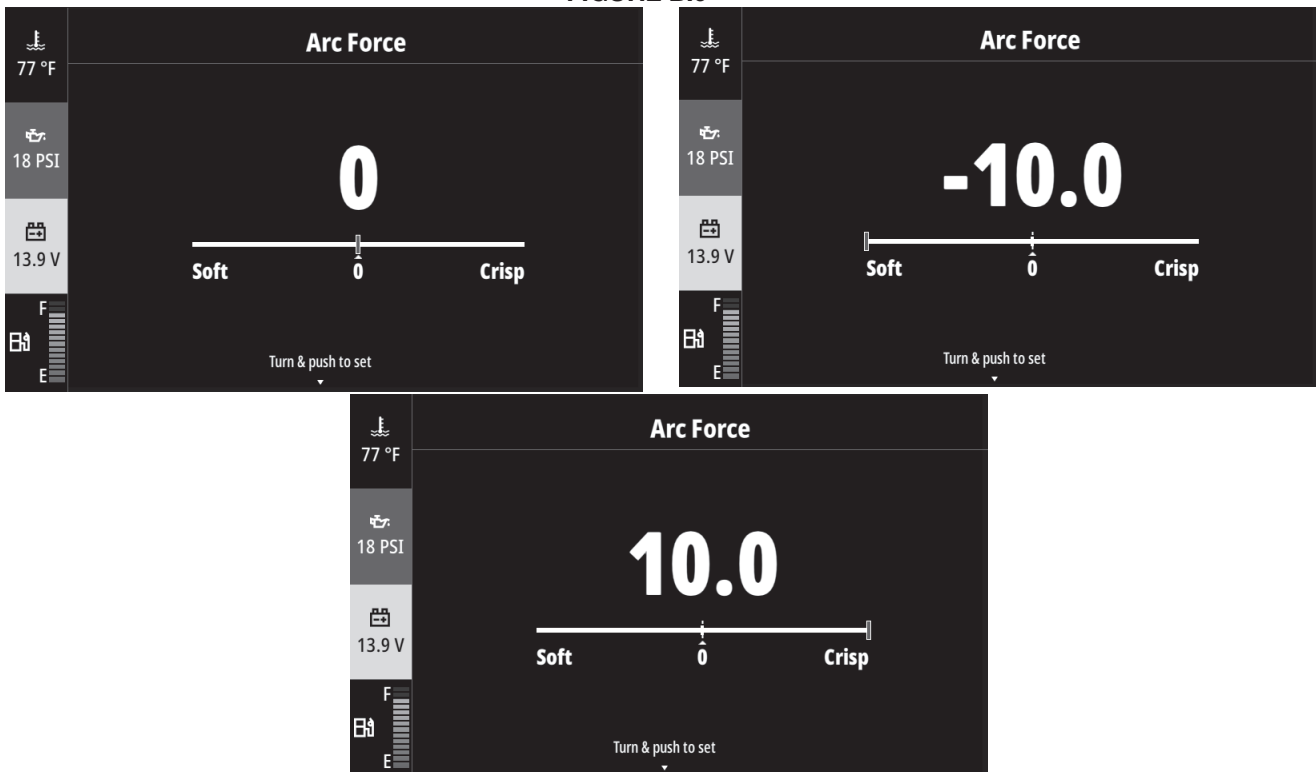 Arc Force
77 °F
18 PSI
0
13.9 V
Soft 0 Crisp
F
E
Turn & push to set
Arc Force
77 °F
18 PSI
-10.0
13.9 V
Soft 0 Crisp
F
E
Turn & push to set
Arc Force
77 °F
18 PSI
10.0
13.9 V
Soft 0 Crisp
F
E
Turn & push to set